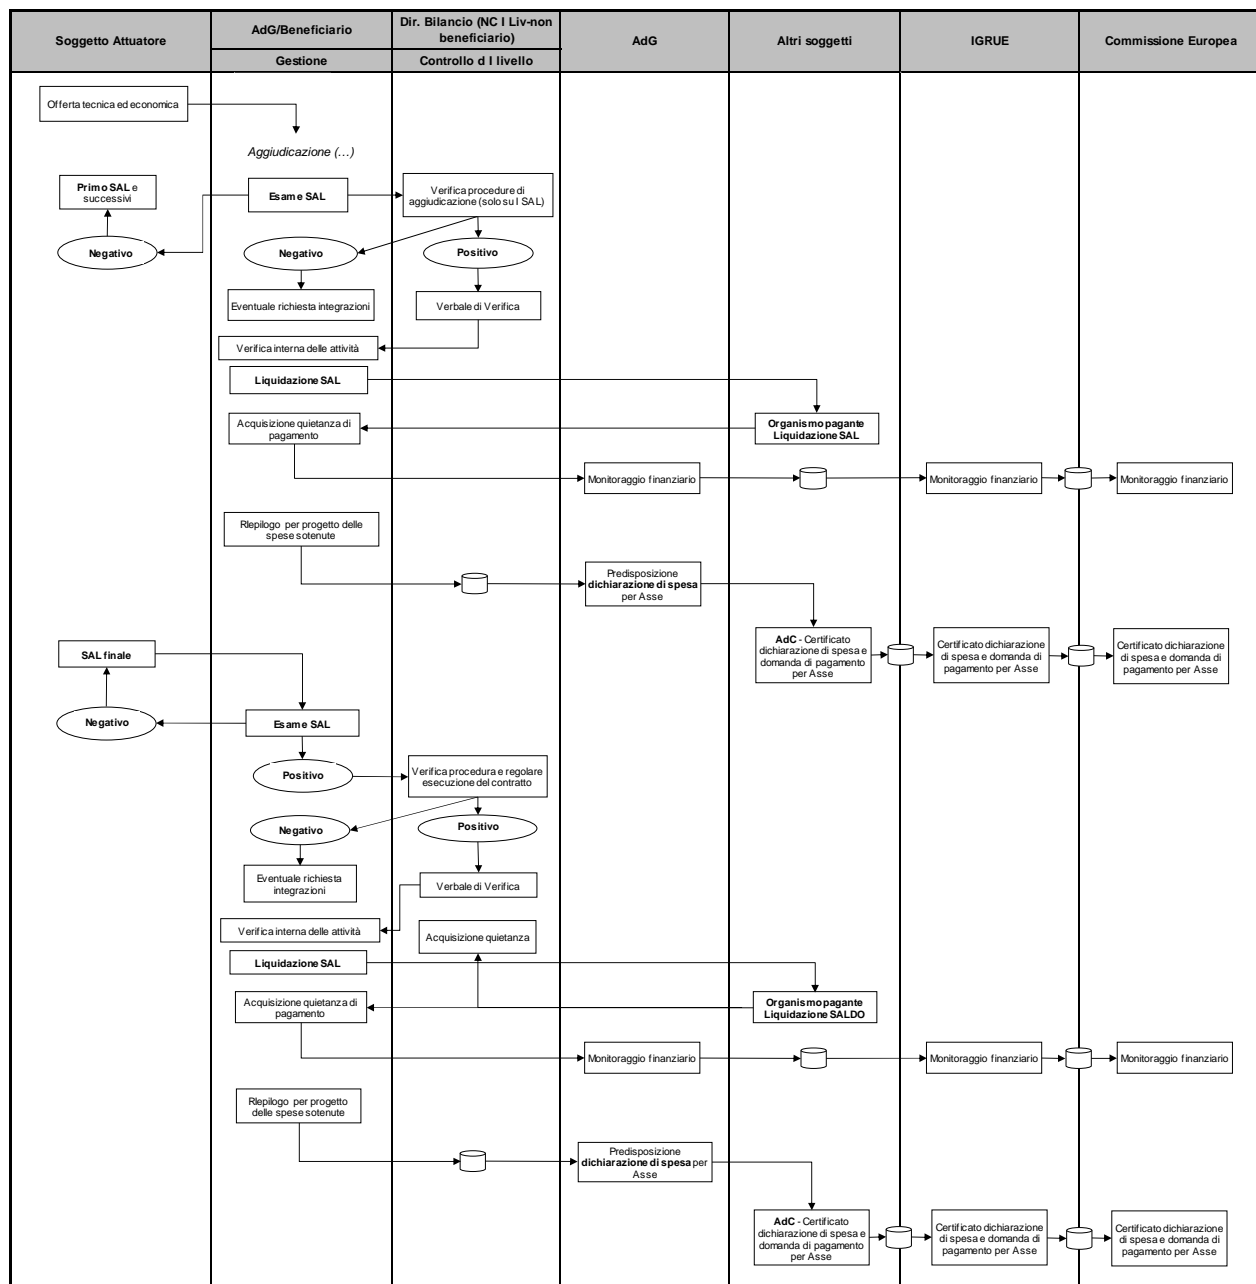 Soggetto Attuatore
AdG/Beneficiario
Dir. Bilancio (NC I Liv-non
beneficiario)
AdG
Altri soggetti
IGRUE
Commissione Europea
Gestione
Controllo d I livello
Offerta tecnica ed economica
Aggiudicazione (…)
Primo SAL e
successivi
Esame SAL
Verifica procedure di
aggiudicazione (solo su I SAL)
Negativo
Negativo
Positivo
Eventuale richiesta integrazioni
Verbale di Verifica
Verifica interna delle attività
Liquidazione SAL
Acquisizione quietanza di
pagamento
Organismo pagante
Liquidazione SAL
Monitoraggio finanziario
Monitoraggio finanziario
Monitoraggio finanziario
RIepilogo per progetto delle
spese sotenute
Predisposizione
dichiarazione di spesa
per Asse
AdC - Certificato
dichiarazione di spesa e
domanda di pagamento
per Asse
Certificato dichiarazione
di spesa e domanda di
pagamento per Asse
Certificato dichiarazione
di spesa e domanda di
pagamento per Asse
SAL finale
Negativo
Esame SAL
Positivo
Verifica procedura e regolare
esecuzione del contratto
Negativo
Positivo
Eventuale richiesta
integrazioni
Verbale di Verifica
Verifica interna delle attività
Acquisizione quietanza
Liquidazione SAL
Acquisizione quietanza di
pagamento
Organismo pagante
Liquidazione SALDO
Monitoraggio finanziario
Monitoraggio finanziario
Monitoraggio finanziario
RIepilogo per progetto
delle spese sotenute
Predisposizione
dichiarazione di spesa per
Asse
AdC - Certificato
dichiarazione di spesa e
domanda di pagamento
per Asse
Certificato dichiarazione
di spesa e domanda di
pagamento per Asse
Certificato dichiarazione
di spesa e domanda di
pagamento per Asse